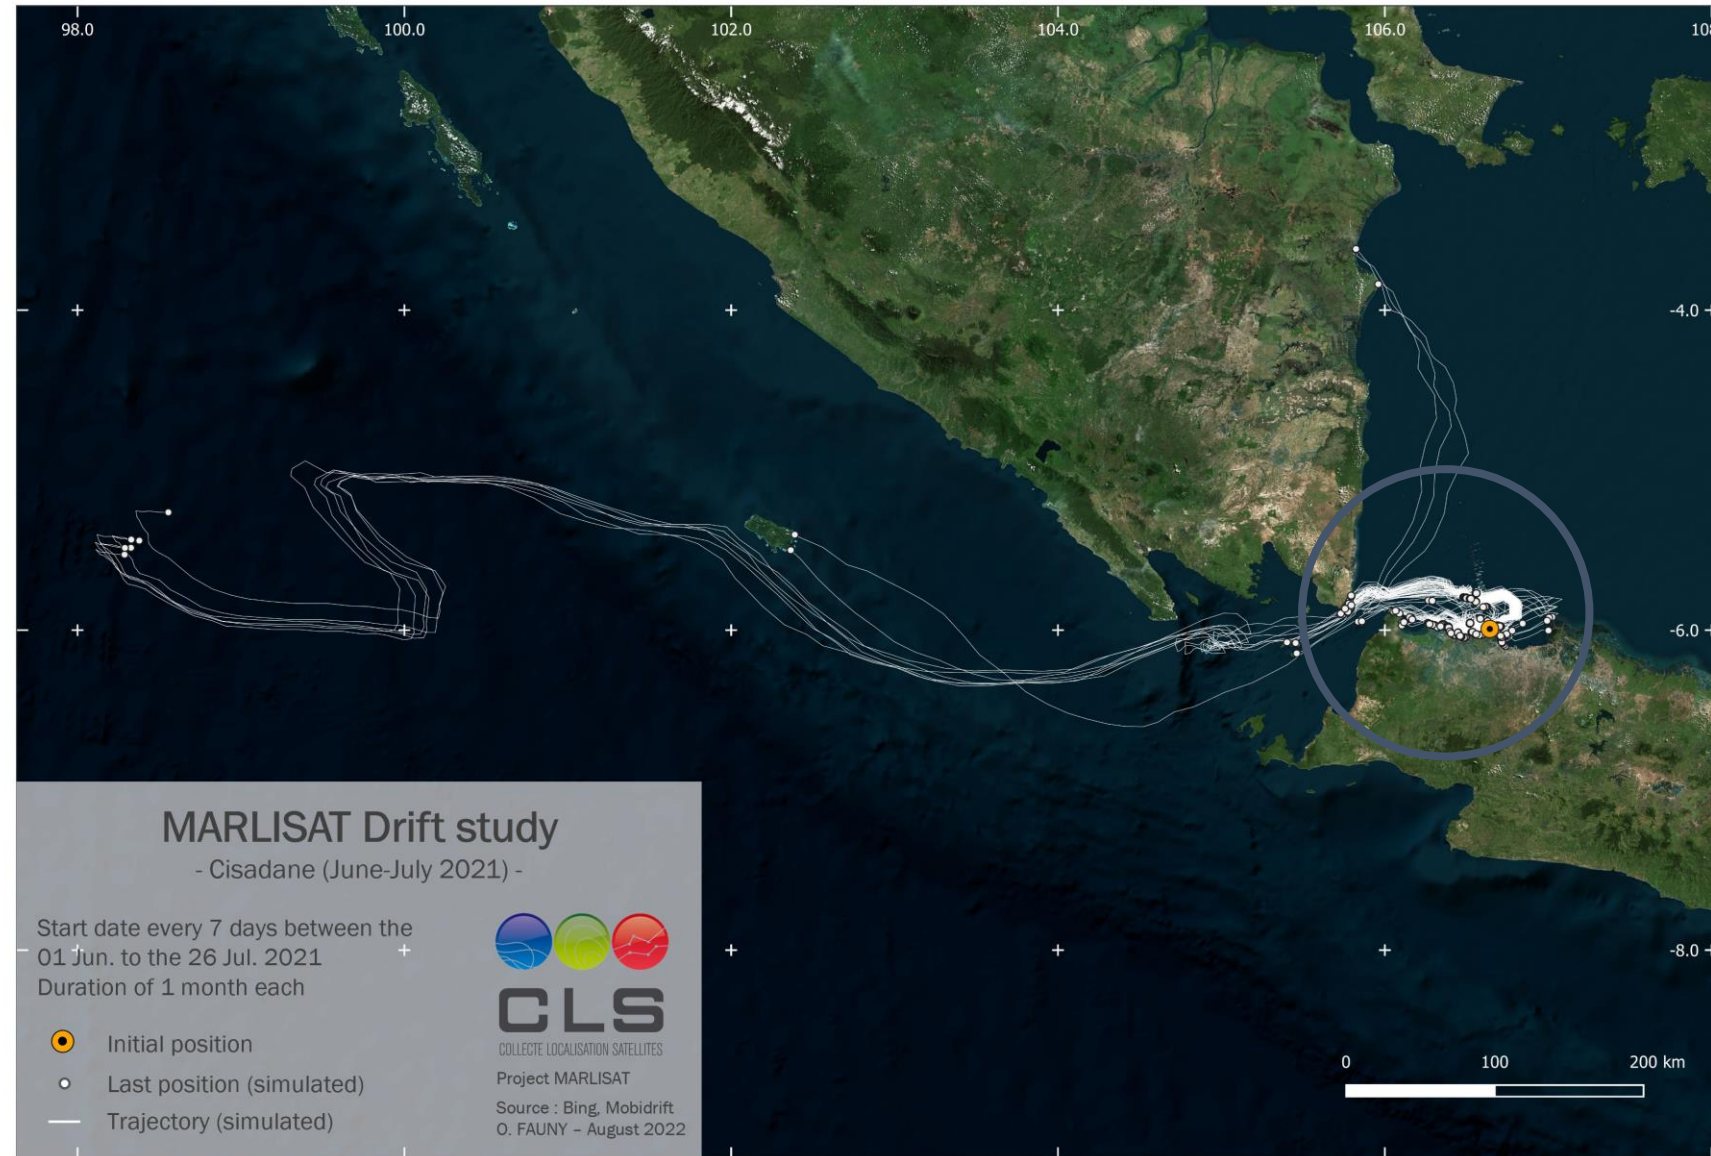 98.0 100.0 102.0 104.0 106.0 108
-4.0
-6.0
-8.0
MARLISAT Drift study
- Cisadane (June-July 2021) -
Start date every 7 days between the
01 Jun. to the 26 Jul. 2021
Duration of 1 month each
Initial position
Last position (simulated)
Trajectory (simulated)
CLS
COLLECTE LOCALISATION SATELLITES
Project MARLISAT
Source : Bing, Mobidrift
O. FAUNY – August 2022
0 100 200 km